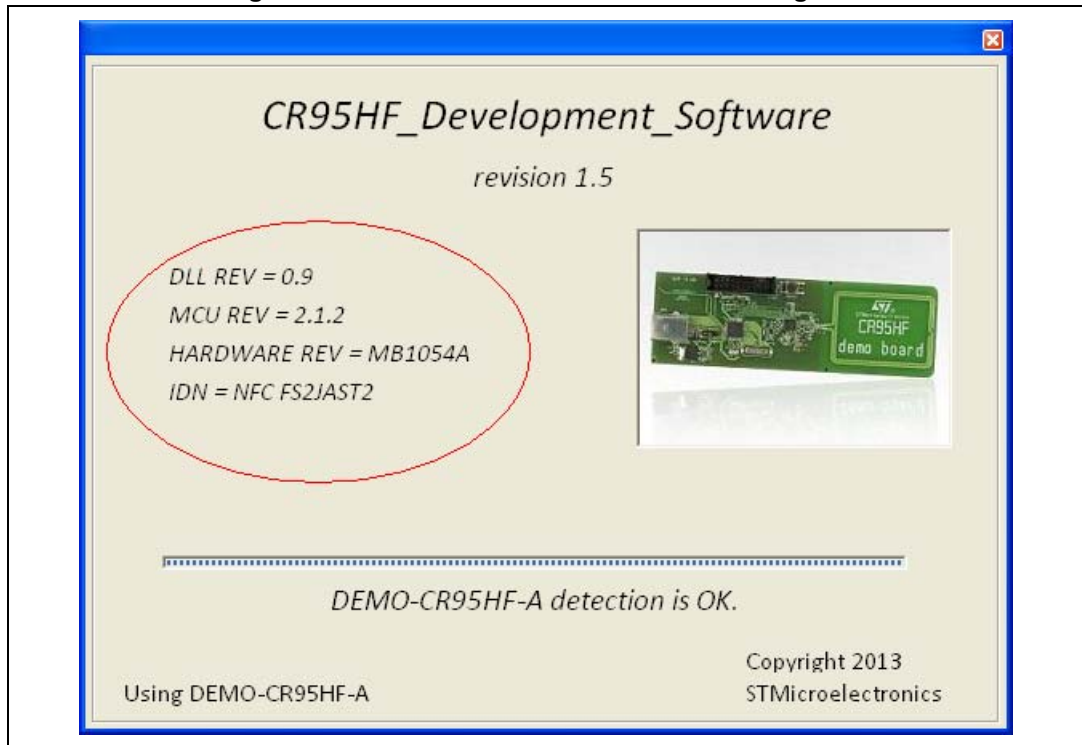 CR95HF_Development_Software
revision 1.5
DLL REV = 0.9
MCU REV = 2.1.2
HARDWARE REV = MB1054A
IDN = NFC FS2JAST2
CR95HF
demo board
DEMO-CR95HF-A detection is OK.
Using DEMO-CR95HF-A
Copyright 2013
STMicroelectronics